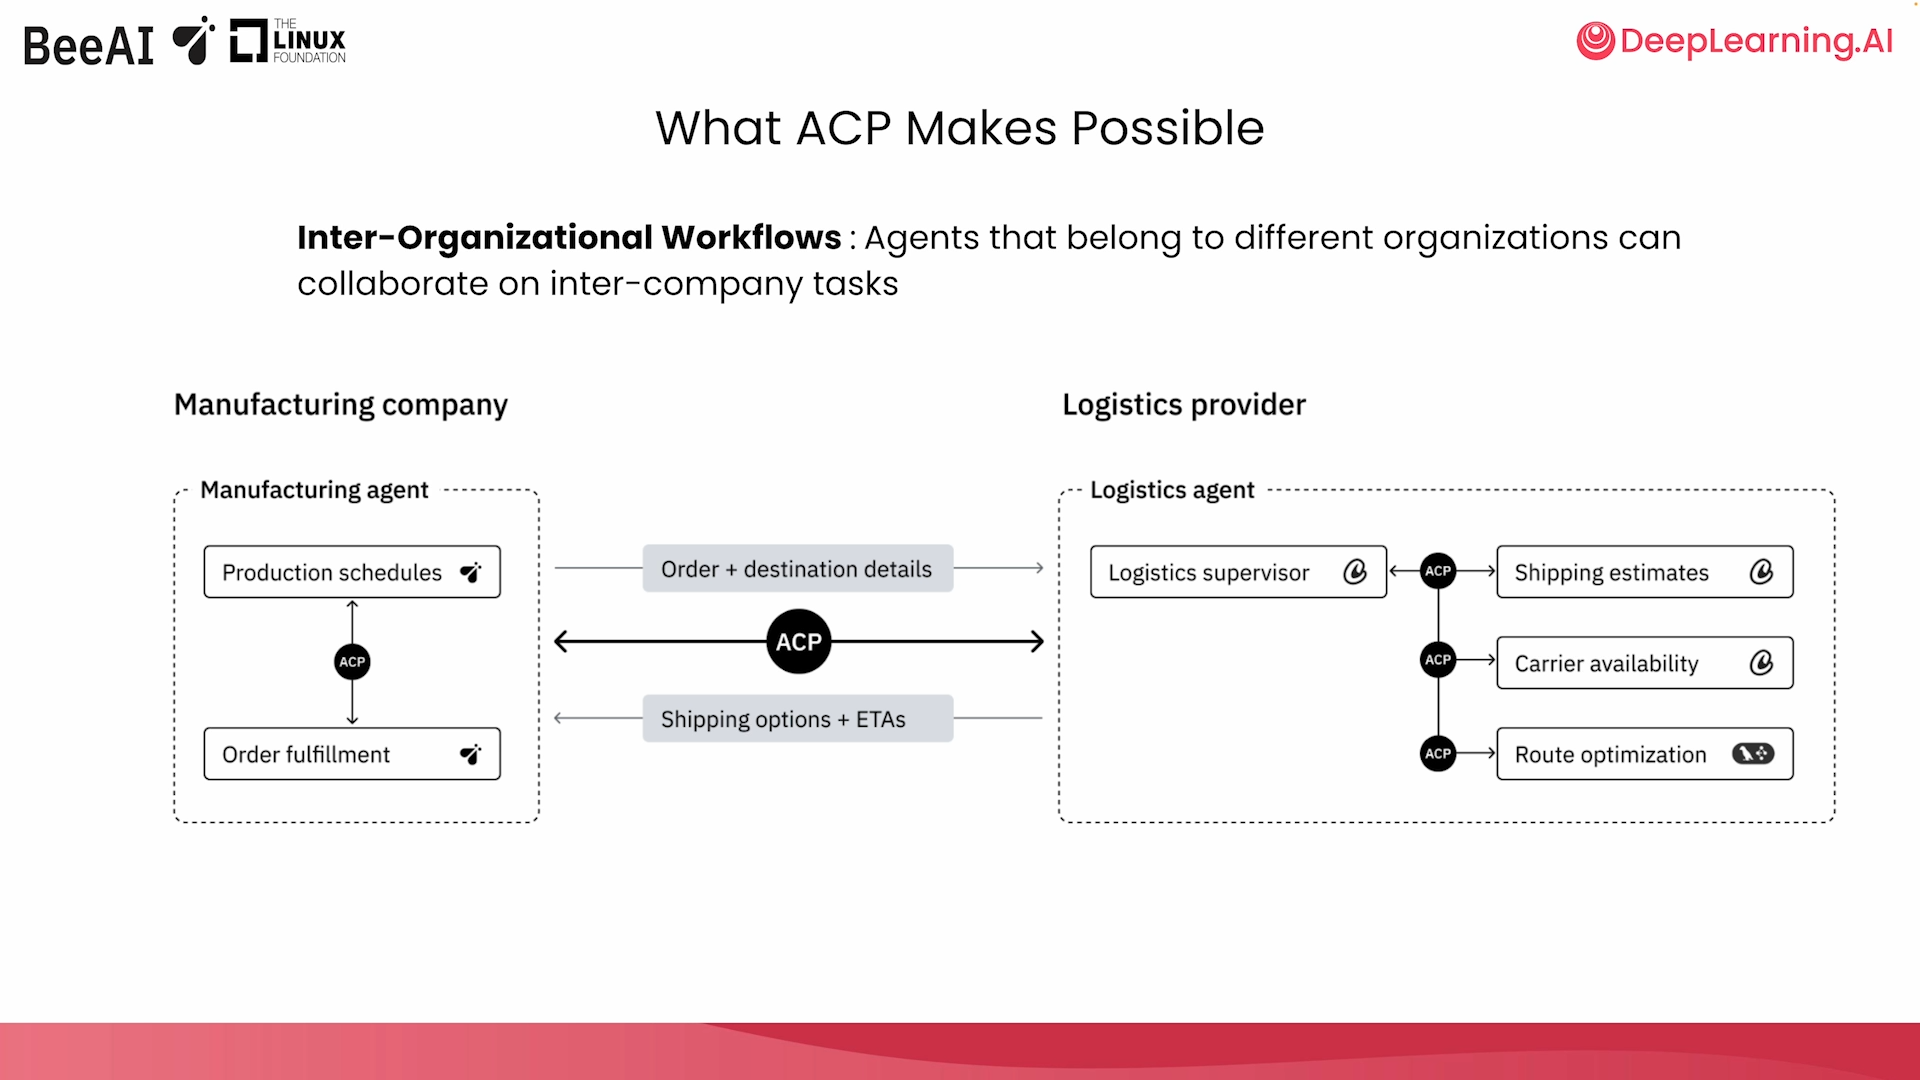 BeeAI
THE
LINUX
FOUNDATION
DeepLearning.AI
What ACP Makes Possible
Inter-Organizational Workflows : Agents that belong to different organizations can
collaborate on inter-company tasks
Manufacturing company
Manufacturing agent
Production schedules
ACP
Order fulfillment
Order + destination details
ACP
Shipping options + ETAs
Logistics provider
Logistics agent
Logistics supervisor
ACP
Shipping estimates
ACP
Carrier availability
ACP
Route optimization